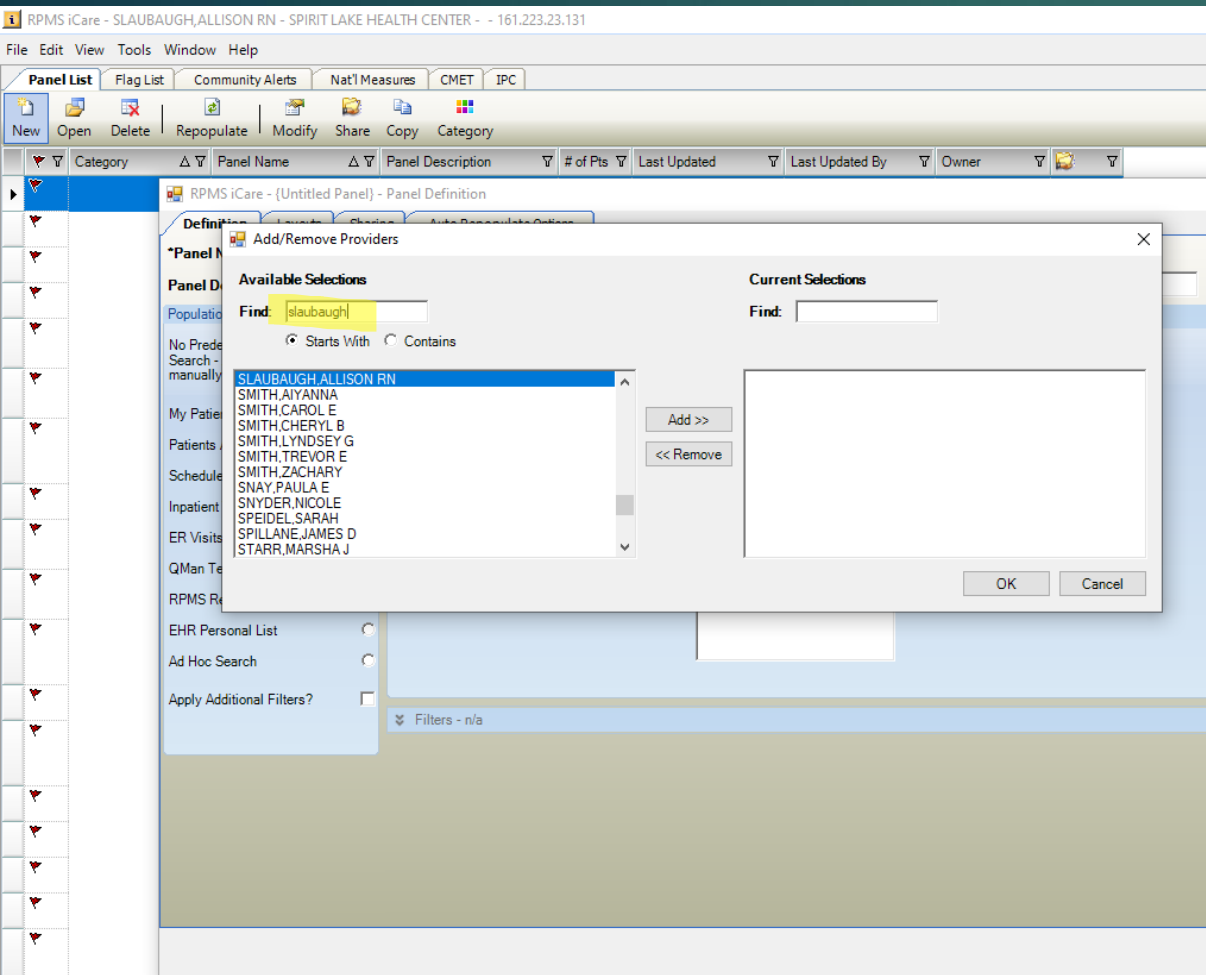 RPMS iCare - SLAUBAUGH,ALLISON RN - SPIRIT LAKE HEALTH CENTER - - 161.223.23.131
File Edit View Tools Window Help
Panel List Flag List Community Alerts Nat'l Measures CMET IPC
New Open Delete Repopulate Modify Share Copy Category
Category Panel Name Panel Description # of Pts Last Updated Last Updated By Owner
RPMS iCare - {Untitled Panel} - Panel Definition
Add/Remove Providers
*Panel
Available Selections Current Selections
Panel
Find: slaubaugh Find:
Starts With Contains
No
Search -
manually
SLAUBAUGH,ALLISON RN
SMITH,AIYANNA
SMITH,CAROL E
SMITH,CHERYL B
SMITH,LYNDSEY G
SMITH,TREVOR E
SMITH,ZACHARY
SNAY,PAULA E
SNYDER,NICOLE
SPEIDEL,SARAH
SPILLANE,JAMES D
STARR,MARSHA J
Add >>
<< Remove
My
Patients
Schedule
Inpatient
ER Visits
QMan
RPMS
OK Cancel
EHR Personal List
Ad Hoc Search
Apply Additional Filters?
Filters - n/a